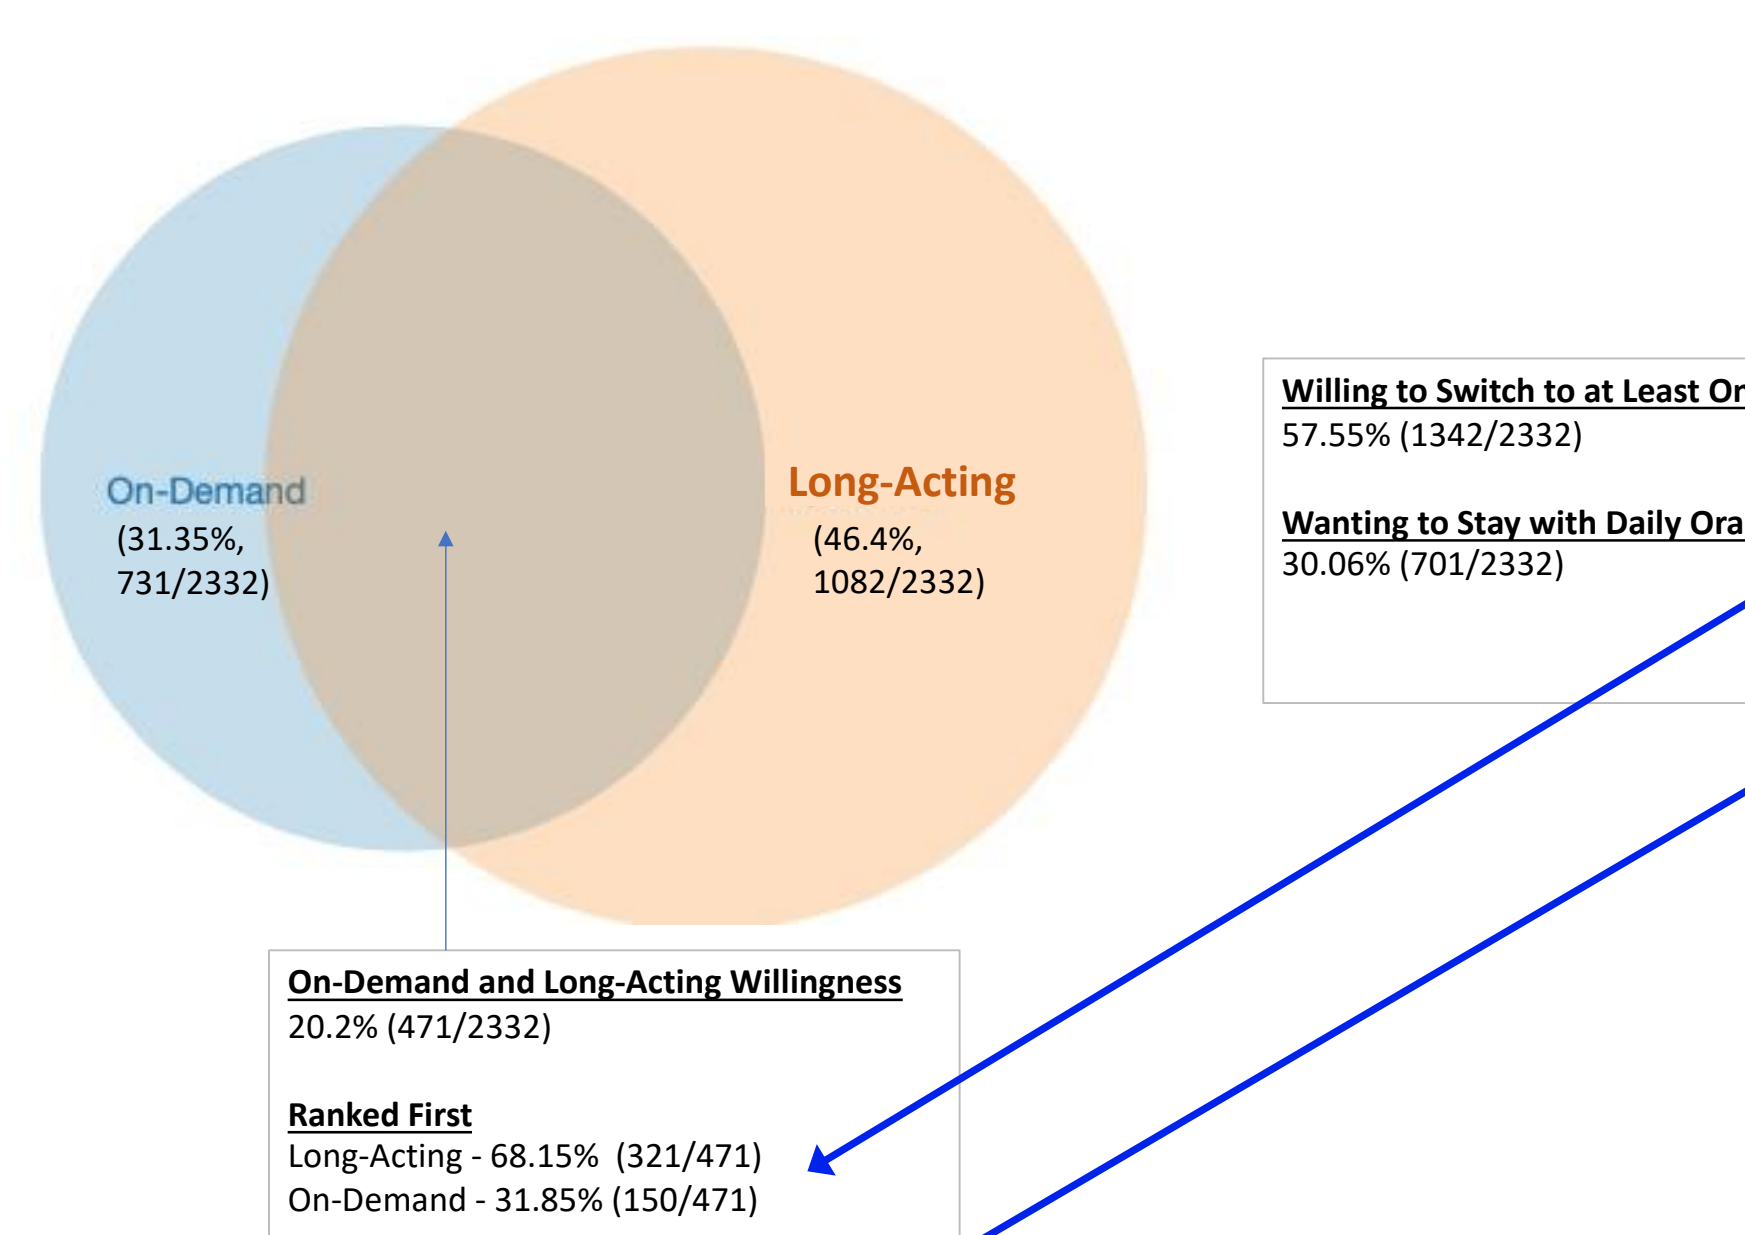 On-Demand
(31.35%,
731/2332)
Long-Acting
(46.4%,
1082/2332)
Willing to Switch to at Least
57.55% (1342/2332)
Wanting to Stay with Daily
30.06% (701/2332)
On-Demand and Long-Acting Willingness
20.2% (471/2332)
Ranked First
Long-Acting - 68.15%  (321/471)
On-Demand - 31.85% (150/471)